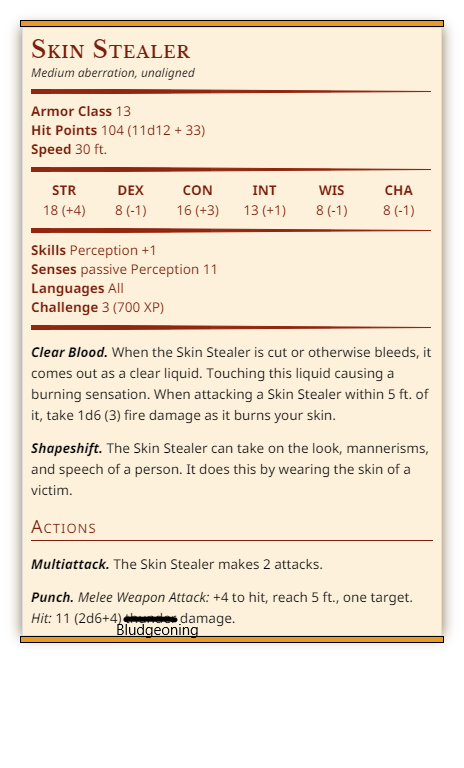 Skin Stealer
Medium aberration, unaligned
Armor Class 13
Hit Points 104 (11d12 + 33)
Speed 30 ft.
STR DEX CON INT WIS CHA
18 (+4) 8 (-1) 16 (+3) 13 (+1) 8 (-1) 8 (-1)
Skills Perception +1
Senses passive Perception 11
Languages All
Challenge 3 (700 XP)
Clear Blood. When the Skin Stealer is cut or otherwise bleeds, it
comes out as a clear liquid. Touching this liquid causing a
burning sensation. When attacking a Skin Stealer within 5 ft. of
it, take 1d6 (3) fire damage as it burns your skin.
Shapeshift. The Skin Stealer can take on the look, mannerisms,
and speech of a person. It does this by wearing the skin of a
victim.
Actions
Multiattack. The Skin Stealer makes 2 attacks.
Punch. Melee Weapon Attack: +4 to hit, reach 5 ft., one target.
Hit: 11 (2d6+4) thunder damage.
Bludgeoning